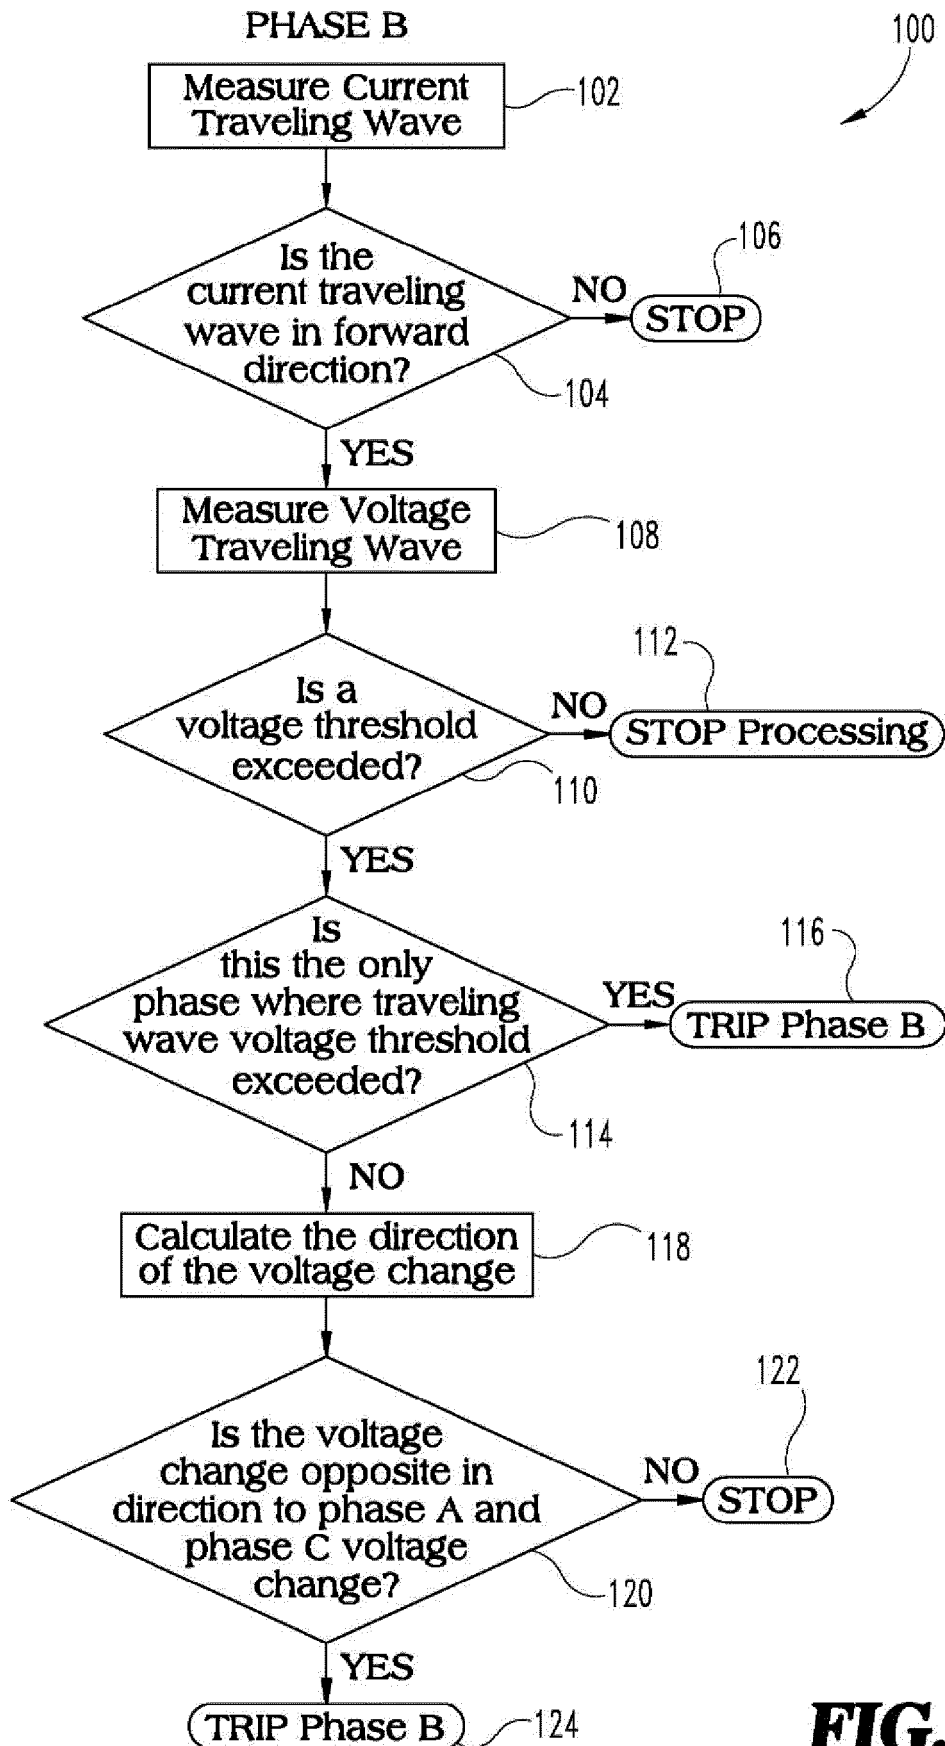 PHASE B
100
Measure Current
Traveling Wave
102
Is the
current traveling
wave in forward
direction?
104
NO
STOP
106
YES
Measure Voltage
Traveling Wave
108
Is a
voltage threshold
exceeded?
110
NO
STOP Processing
112
YES
Is
this the only
phase where traveling
wave voltage threshold
exceeded?
114
YES
TRIP Phase B
116
NO
Calculate the direction
of the voltage change
118
Is the voltage
change opposite in
direction to phase A and
phase C voltage
change?
120
NO
STOP
122
YES
TRIP Phase B
124
FIG.